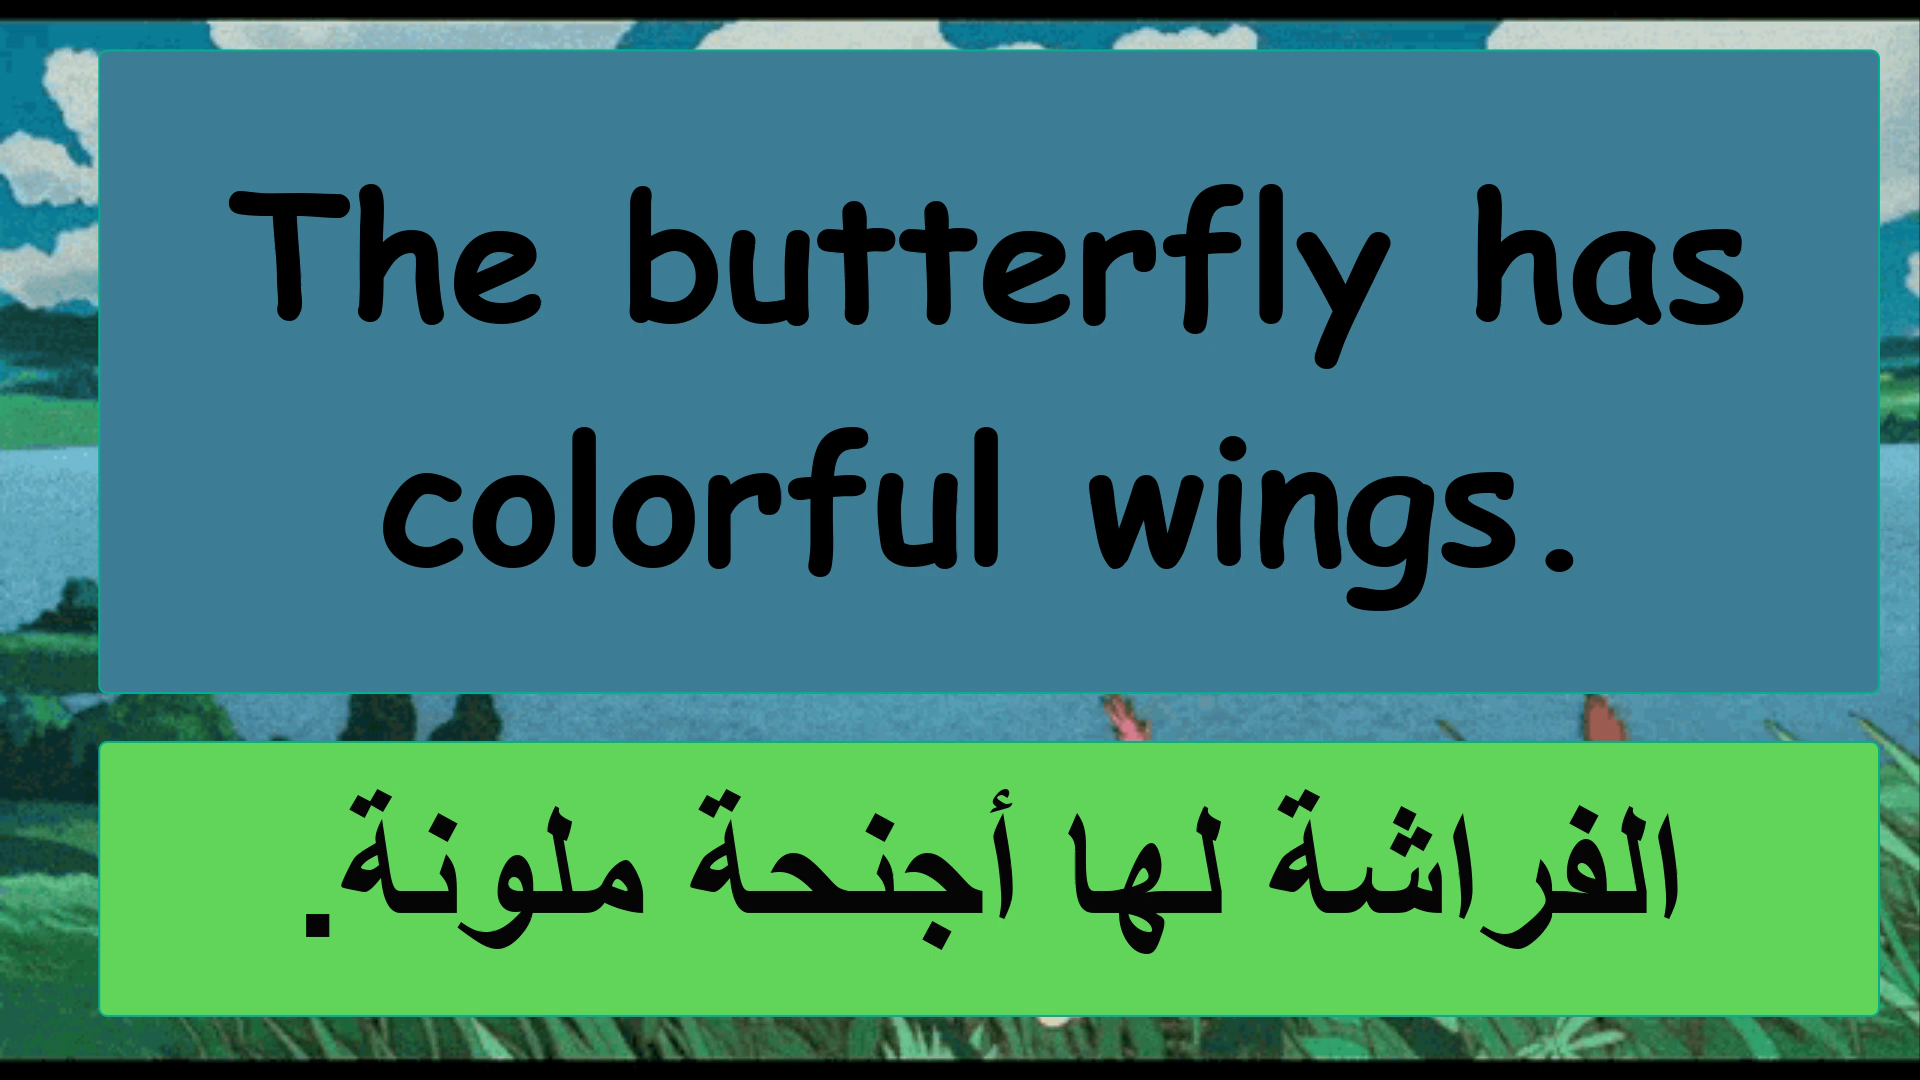 The butterfly has
colorful wings.
الفراشة لها أجنحة ملونة.